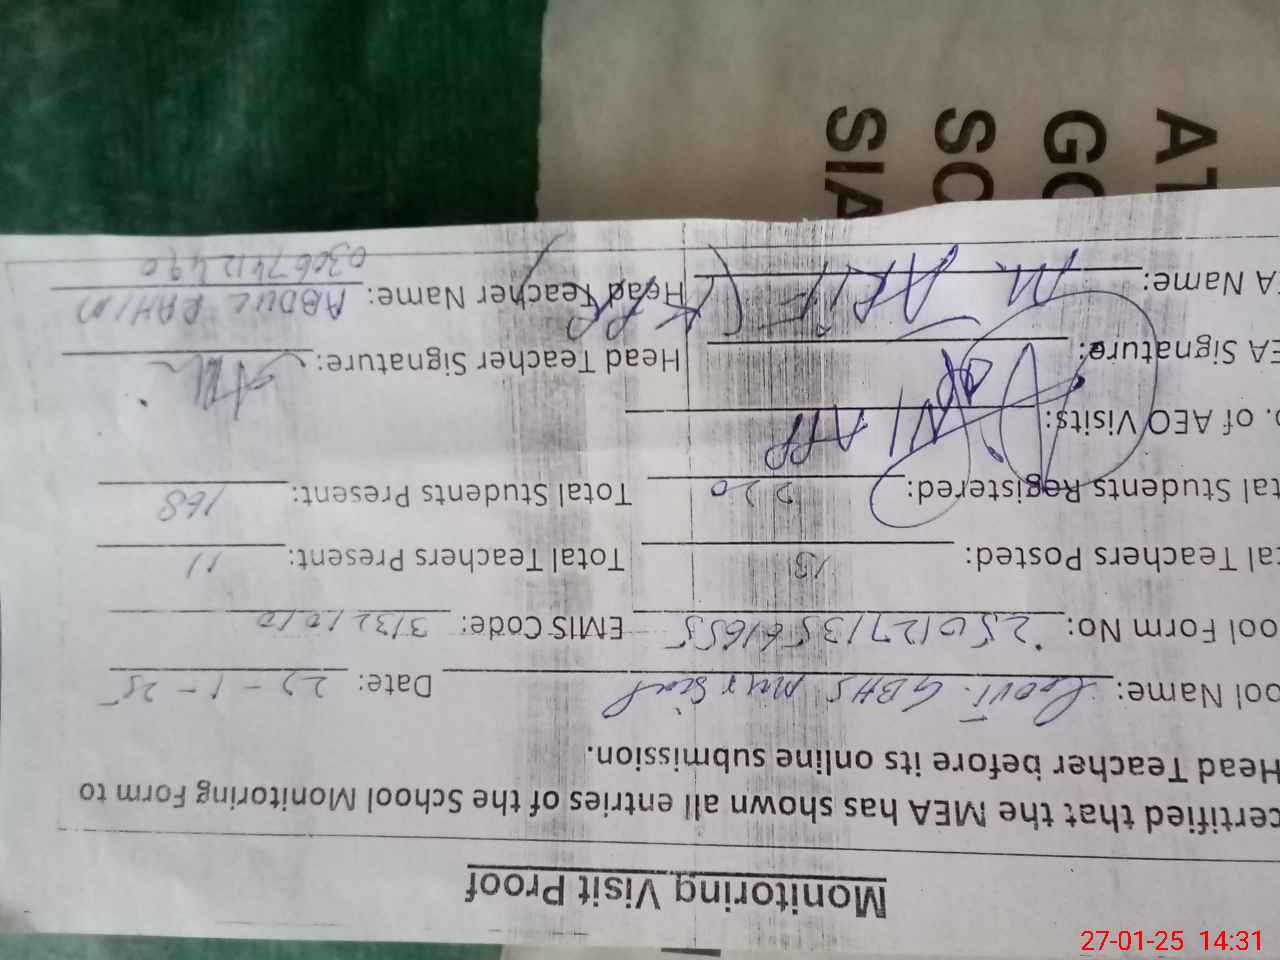 Monitoring Visit Proof
certified that the MEA has shown all entries of the School Monitoring Form to
Head Teacher before its online submission.
ool Name: Govt. GBHS Date: 27-1-25
ool Form No: EMIS Code:
tal Teachers Posted: 13 Total Teachers Present: 11
tal Students Registered: 220 Total Students Present: 168
. of AEO Visits:
EA Signature: Head Teacher Signature:
A Name: M Arif Head Teacher Name: ABDUL RAHIM
03067412490
SIA
SC
GO
AT
27-01-25 14:31